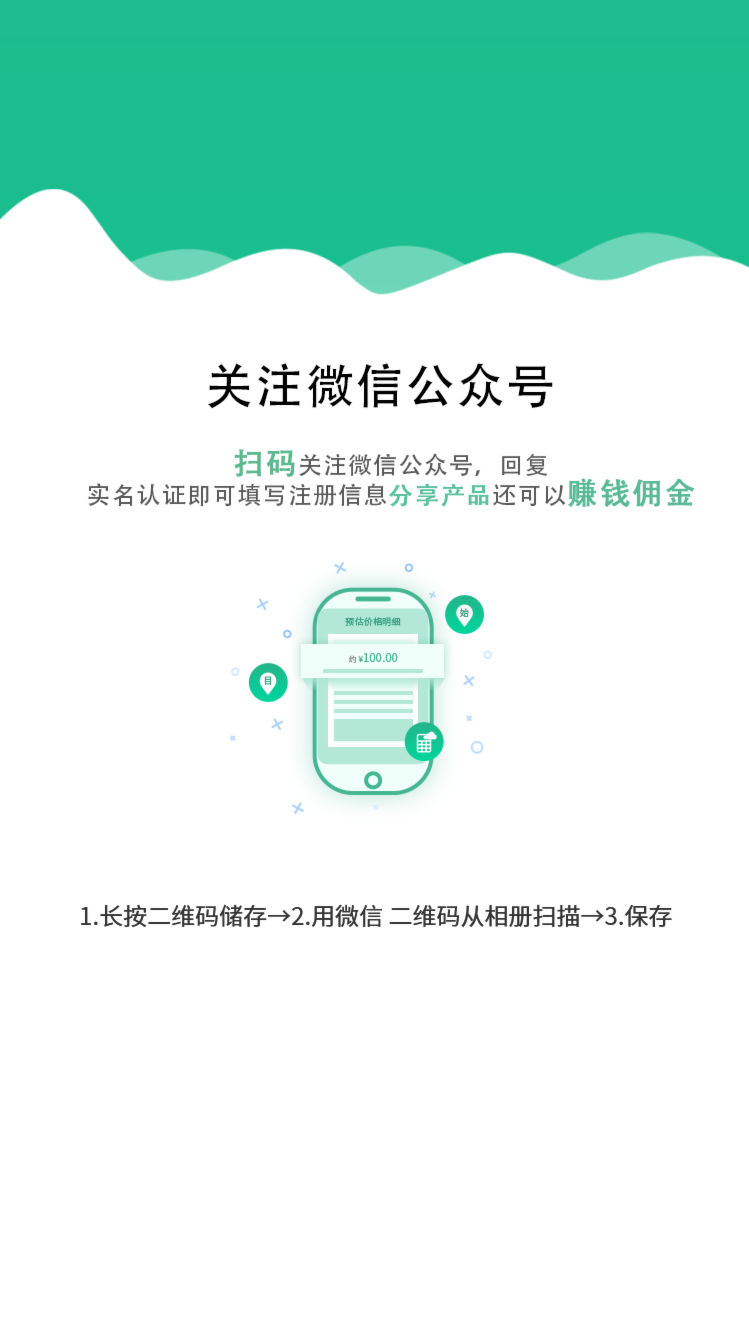 关注微信公众号
扫码关注微信公众号，回复
实名认证即可填写注册信息分享产品还可以赚钱佣金
始
预估价格明细
约 ¥100.00
目
1.长按二维码储存→2.用微信 二维码从相册扫描→3.保存